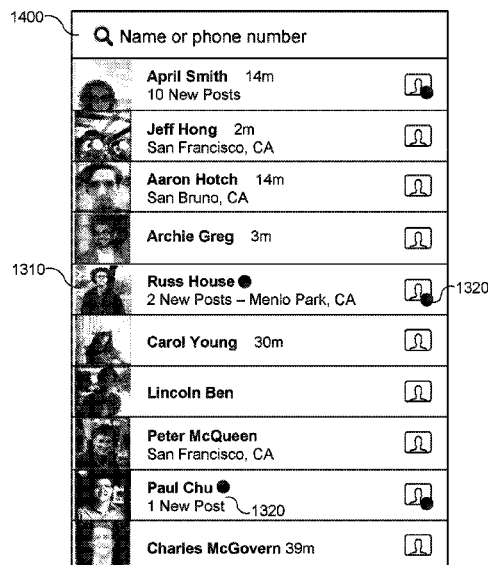 1400
Name or phone number
April Smith 14m
10 New Posts
Jeff Hong 2m
San Francisco, CA
Aaron Hotch 14m
San Bruno, CA
Archie Greg 3m
1310
Russ House
2 New Posts – Menlo Park, CA
1320
Carol Young 30m
Lincoln Ben
Peter McQueen
San Francisco, CA
Paul Chu
1 New Post
1320
Charles McGovern 39m